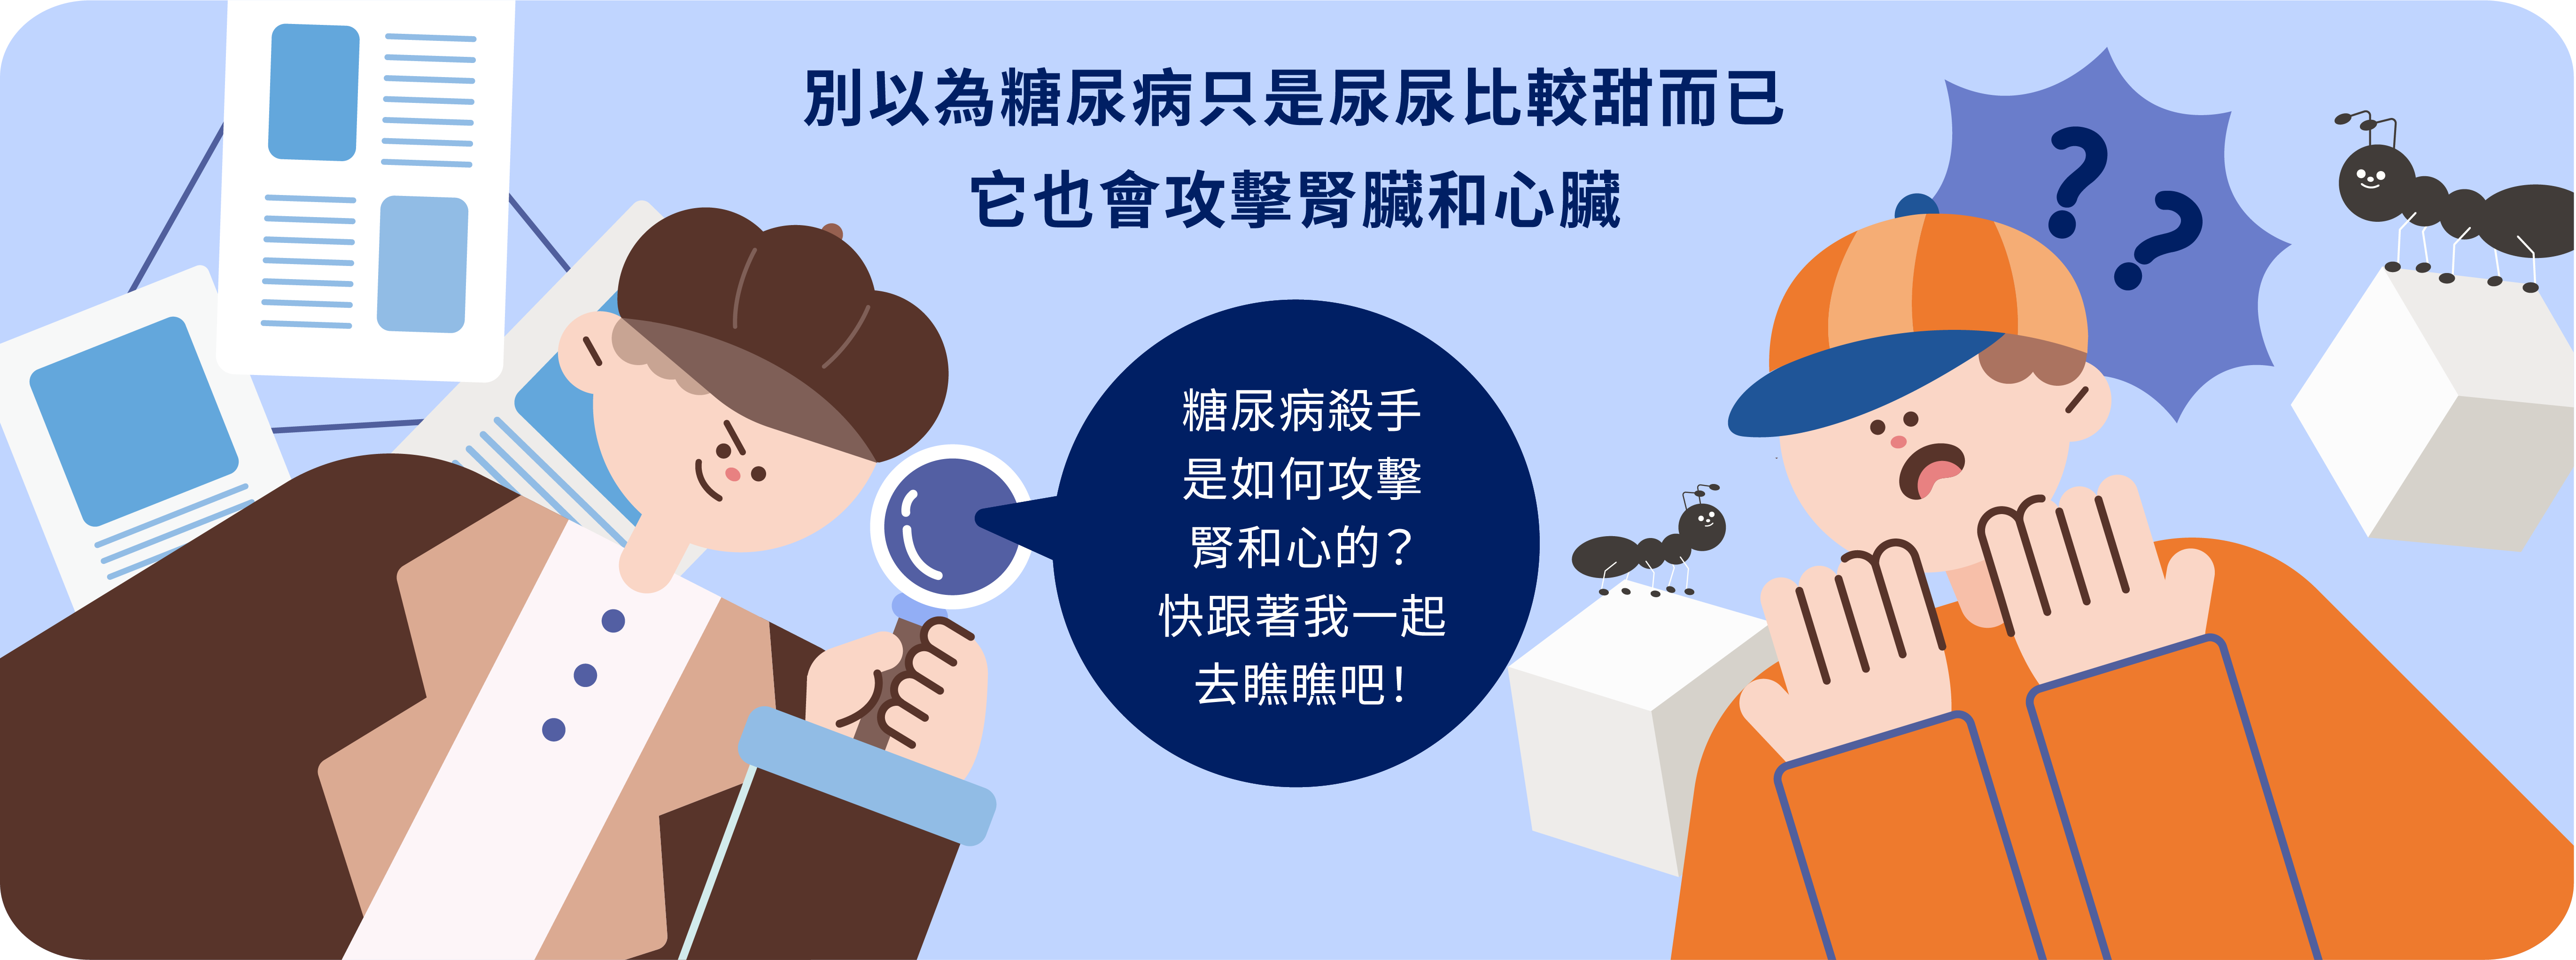 別以為糖尿病只是尿尿比較甜而已
它也會攻擊腎臟和心臟
??
糖尿病殺手
是如何攻擊
腎和心的?
快跟著我一起
去瞧瞧吧!